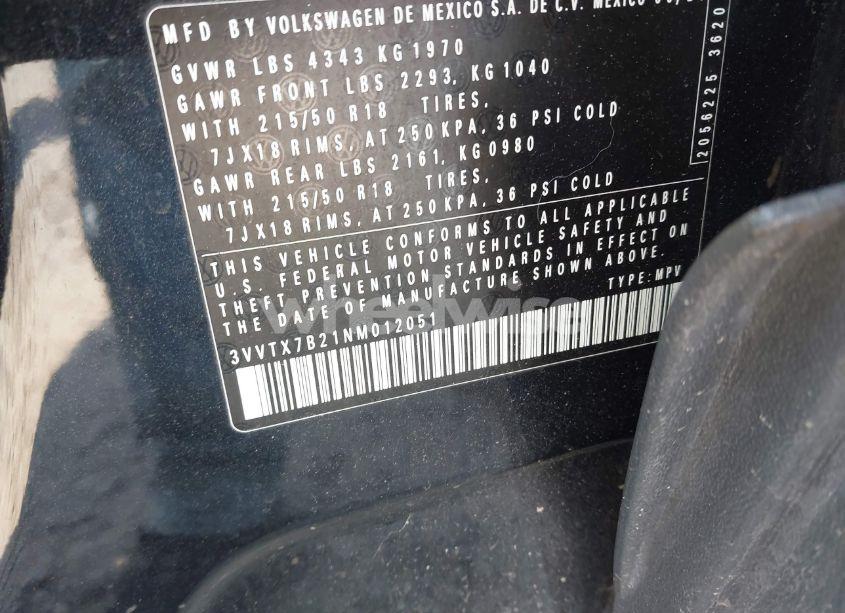 MFD BY VOLKSWAGEN DE MEXICO S.A. DE C.V. MEXICO
GVWR LBS 4343 KG 1970
GAWR FRONT LBS 2293, KG 1040
WITH 215/50 R18 TIRES,
7JX18 RIMS, AT 250 KPA, 36 PSI COLD
GAWR REAR LBS 2161, KG 0980
WITH 215/50 R18 TIRES,
7JX18 RIMS, AT 250 KPA, 36 PSI COLD
THIS VEHICLE CONFORMS TO ALL APPLICABLE
U.S. FEDERAL MOTOR VEHICLE SAFETY AND
THEFT PREVENTION STANDARDS IN EFFECT ON
THE DATE OF MANUFACTURE SHOWN ABOVE.
TYPE: MPV
3VVTX7B21NM012051
2056225 3620
wheelwise